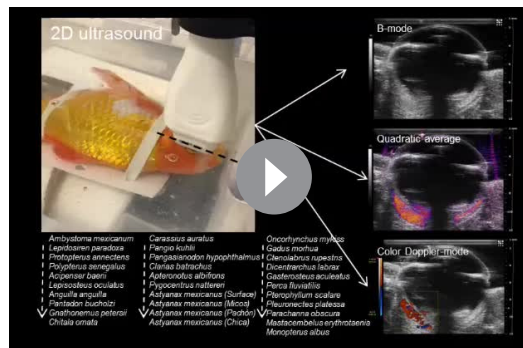 2D ultrasound
B-mode
Quadratic average
Color Doppler-mode
Ambystoma mexicanum
Lepidosiren paradoxa
Protopterus annectens
Polypterus senegalus
Acipenser baerii
Lepisosteus oculatus
Anguilla anguilla
Pantadon bucholzi
Gnathonemus petersii
Chitala ornata
Carassius auratus
Pangio kuhlii
Pangasianodon hypophthalmus
Clarias batrachus
Apteronotus albifrons
Pygocentrus natteren
Astyanax mexicanus (Surface)
Astyanax mexicanus (Micos)
Astyanax mexicanus (Pachón)
Astyanax mexicanus (Chica)
Oncorhynchus mykiss
Gadus morhua
Ctenolabrus rupestris
Dicentrarchus labrax
Gasterosteus aculeatus
Perca fluviatilis
Pterophyllum scalare
Pleuronectes platessa
Parachanna obscura
Mastacembelus erythrotaenia
Monopterus albus